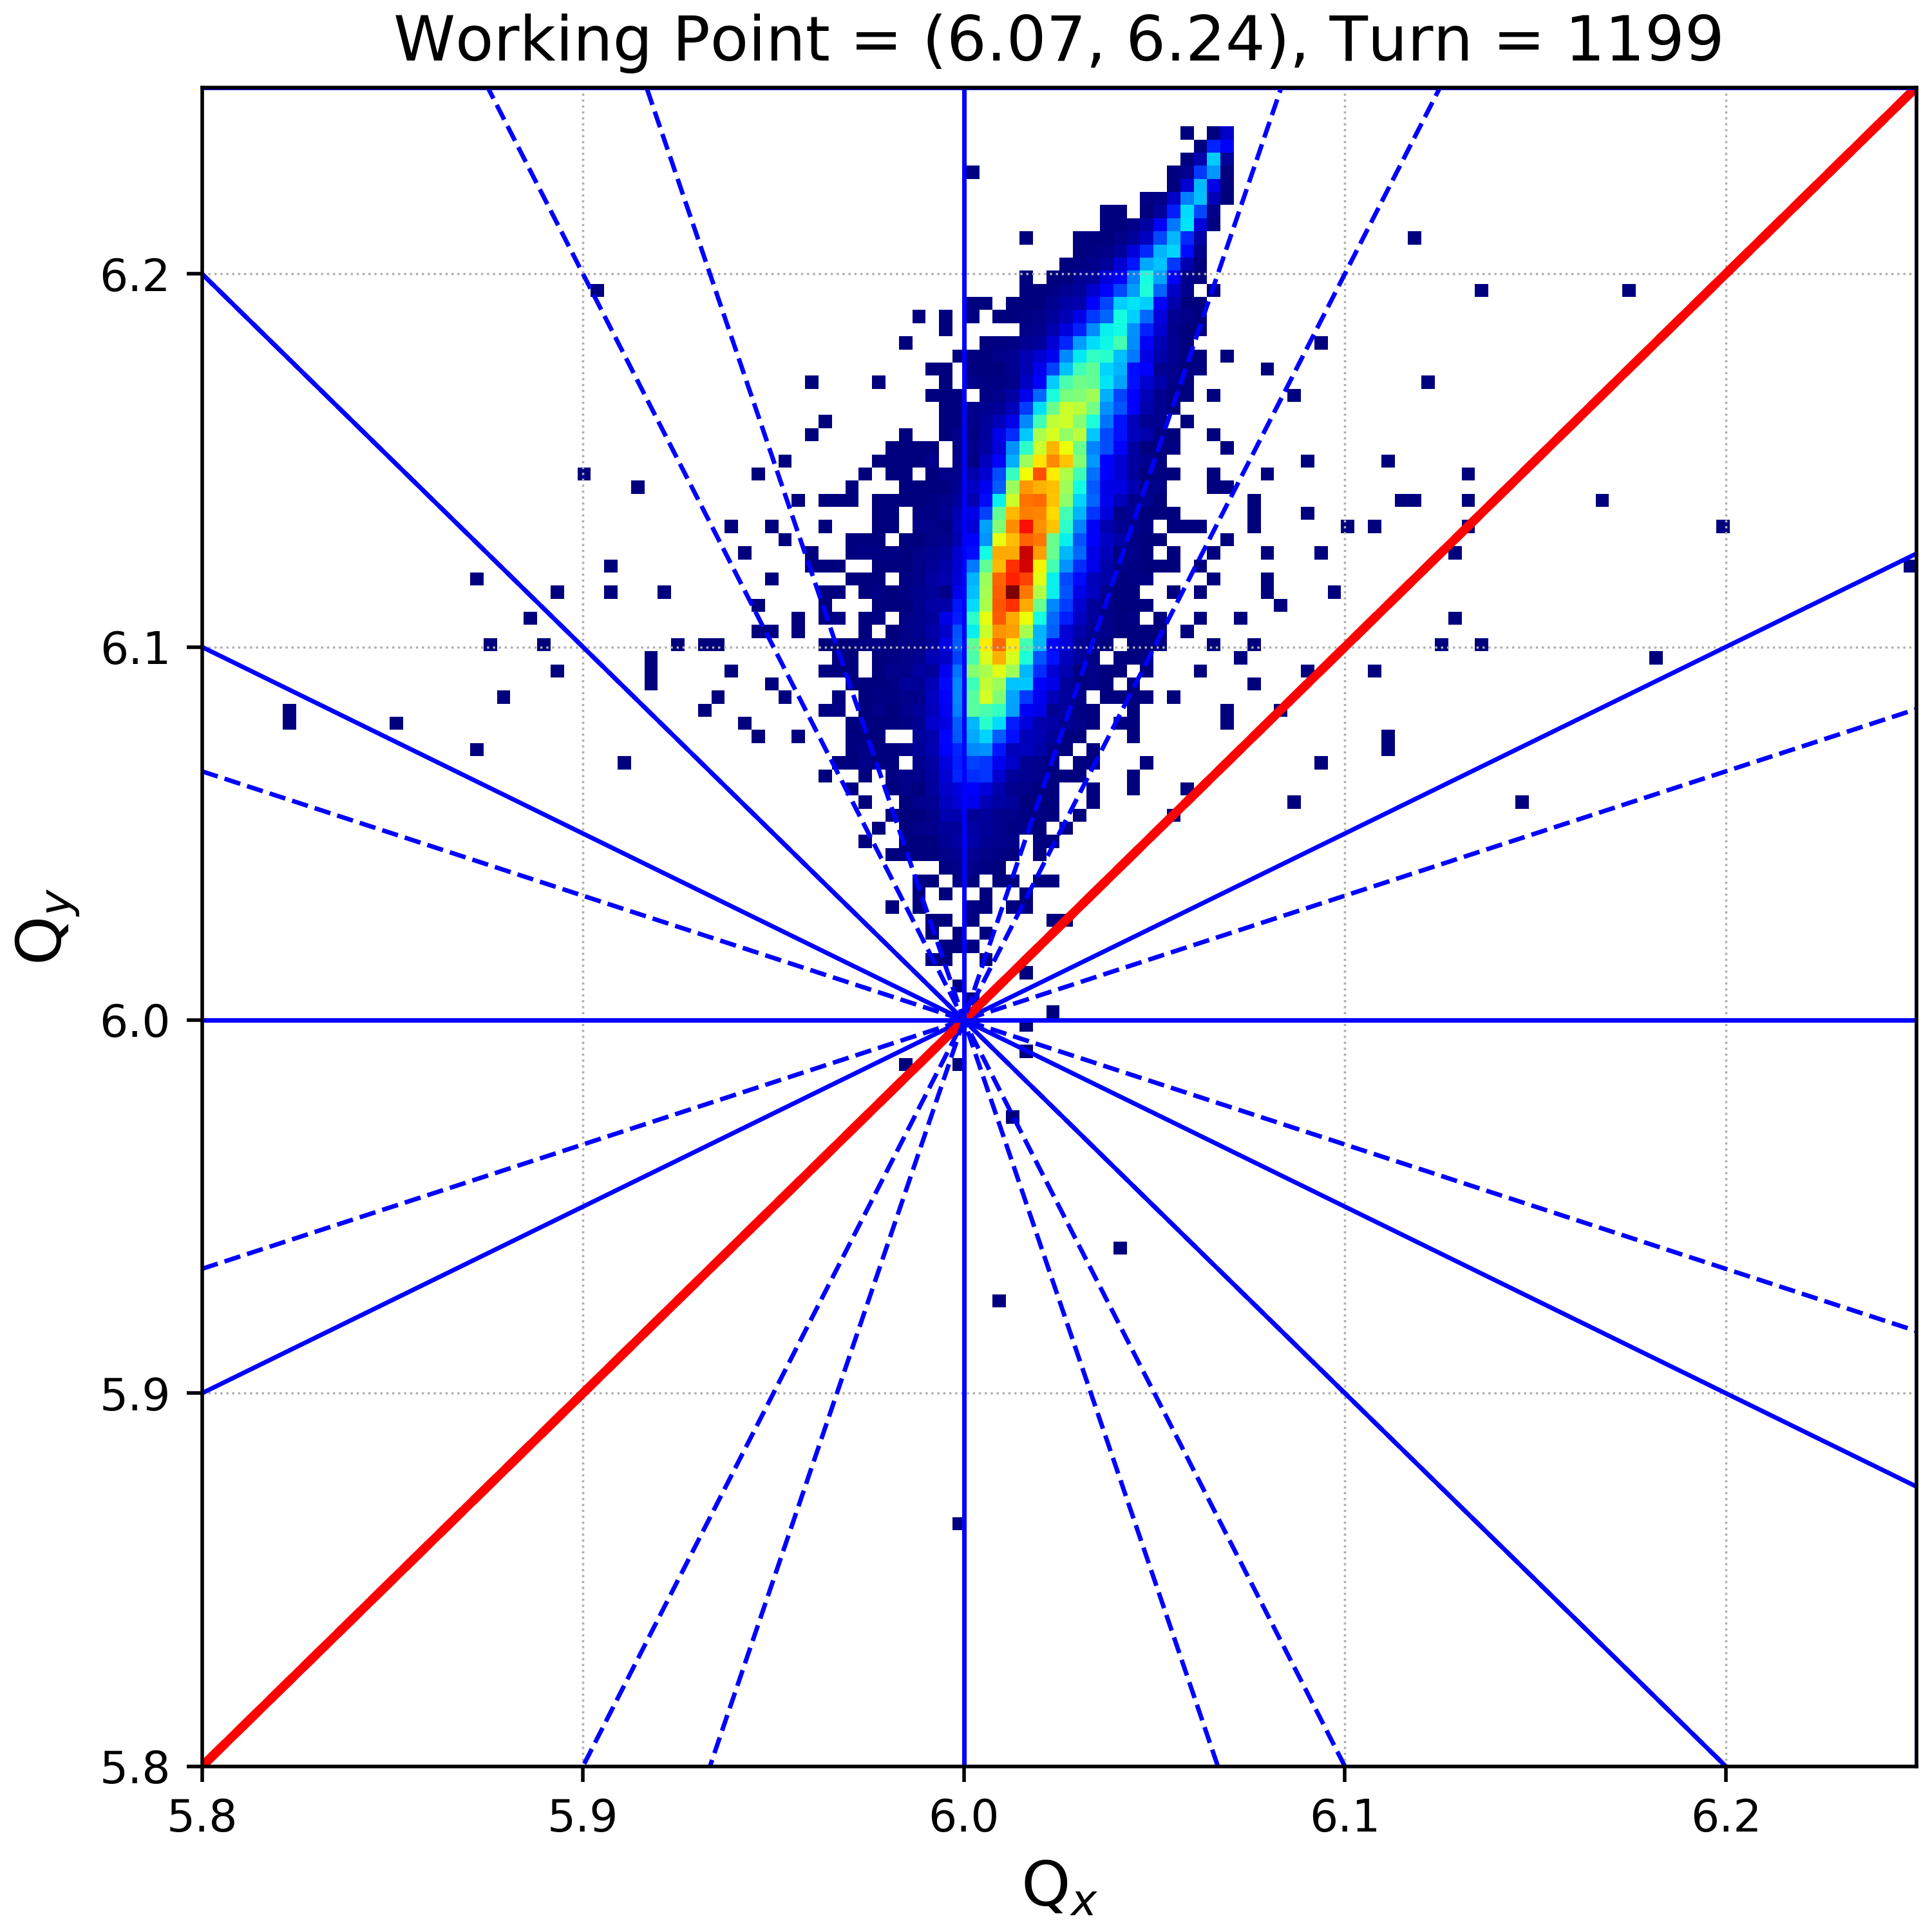 Working Point = (6.07, 6.24), Turn = 1199
6.2
6.1
6.0
5.9
5.8
Qy
5.8 5.9 6.0 6.1 6.2
Qx